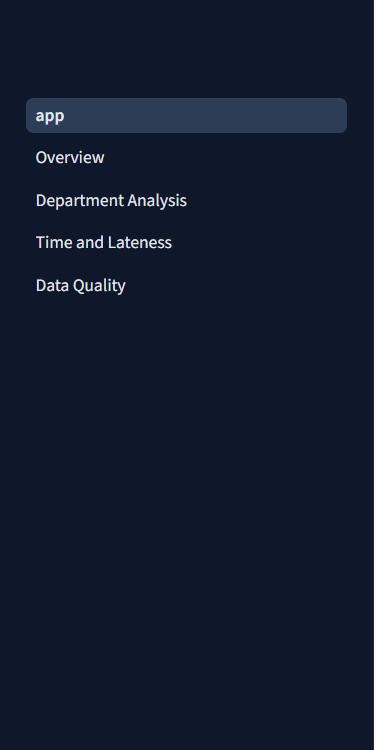 app
Overview
Department Analysis
Time and Lateness
Data Quality